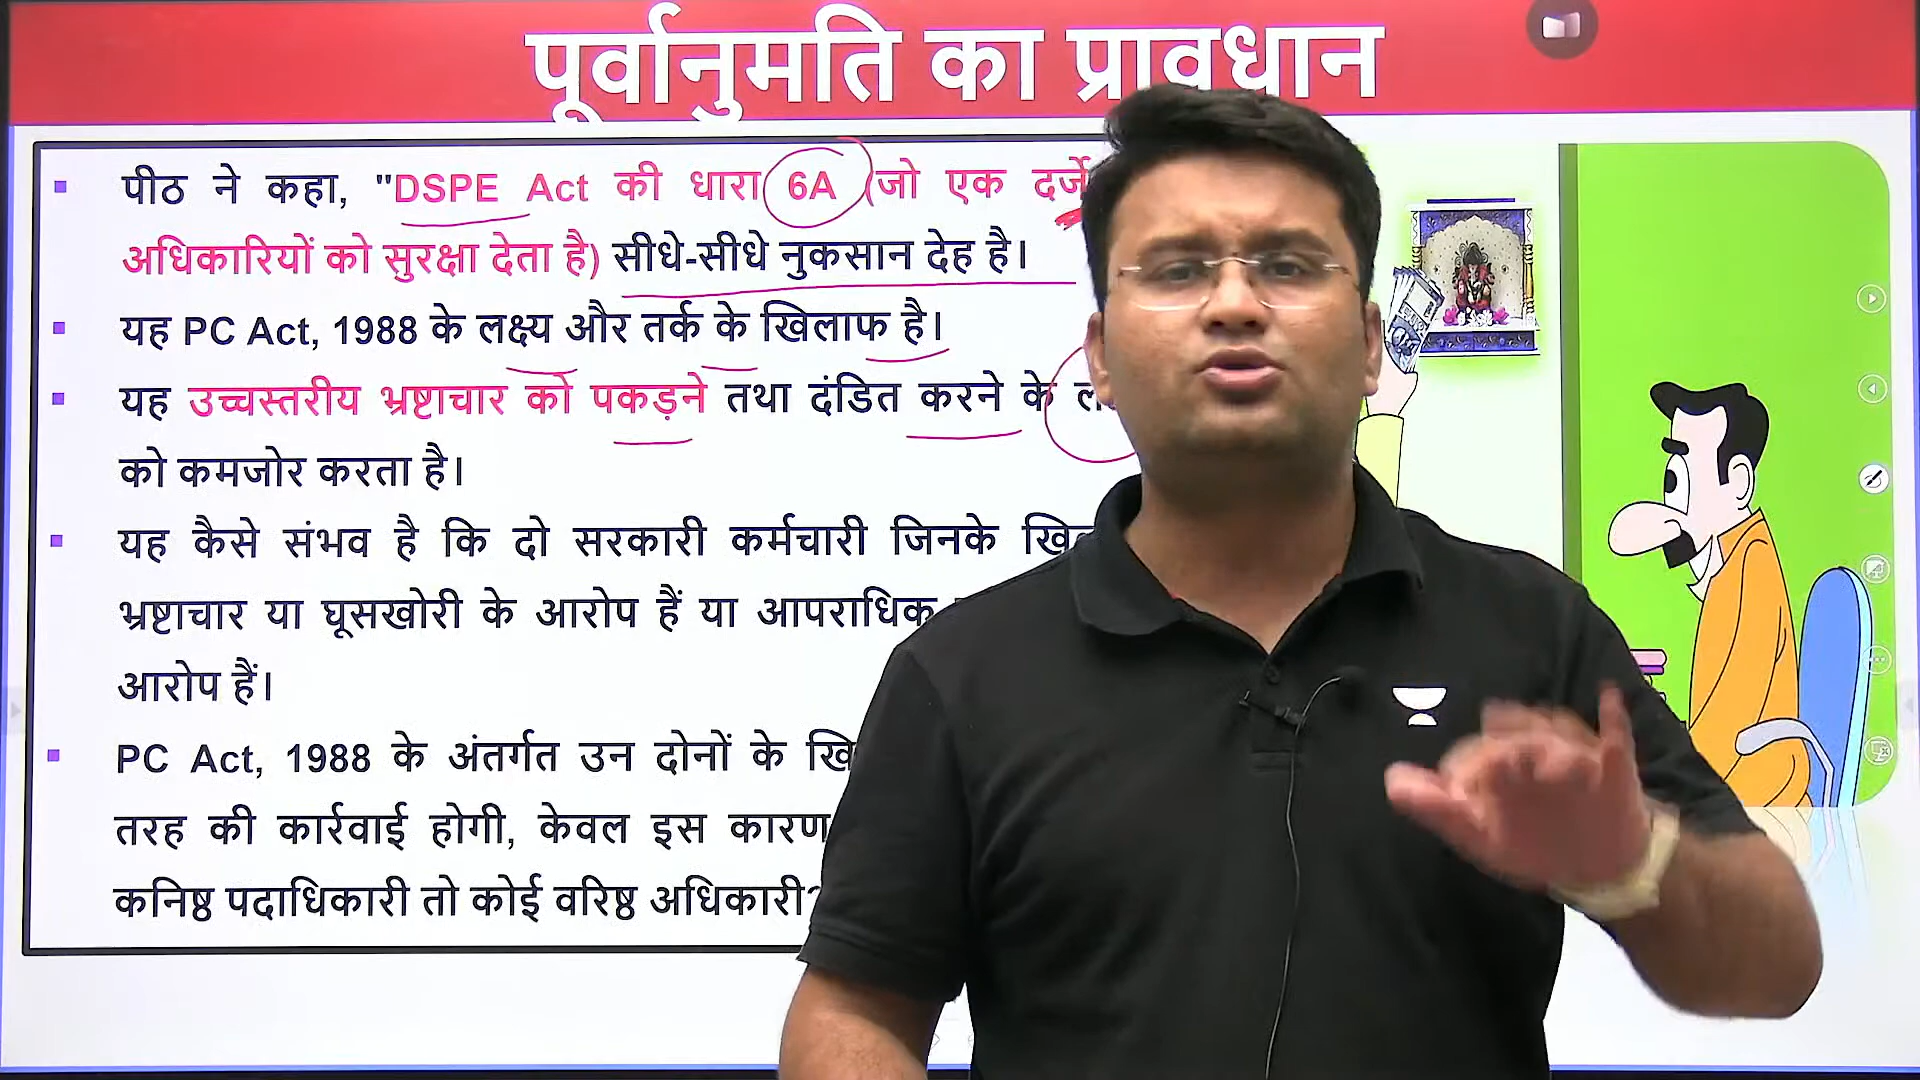 पूर्वानुमति का प्रावधान
पीठ ने कहा, "DSPE Act की धारा 6A (जो एक दर्जे
अधिकारियों को सुरक्षा देता है) सीधे-सीधे नुकसान देह है।
यह PC Act, 1988 के लक्ष्य और तर्क के खिलाफ है।
यह उच्चस्तरीय भ्रष्टाचार को पकड़ने तथा दंडित करने के
को कमजोर करता है।
यह कैसे संभव है कि दो सरकारी कर्मचारी जिनके
भ्रष्टाचार या घूसखोरी के आरोप हैं या आपराधिक
आरोप हैं।
PC Act, 1988 के अंतर्गत उन दोनों के
तरह की कार्रवाई होगी, केवल इस कारण
कनिष्ठ पदाधिकारी तो कोई वरिष्ठ अधिकारी?